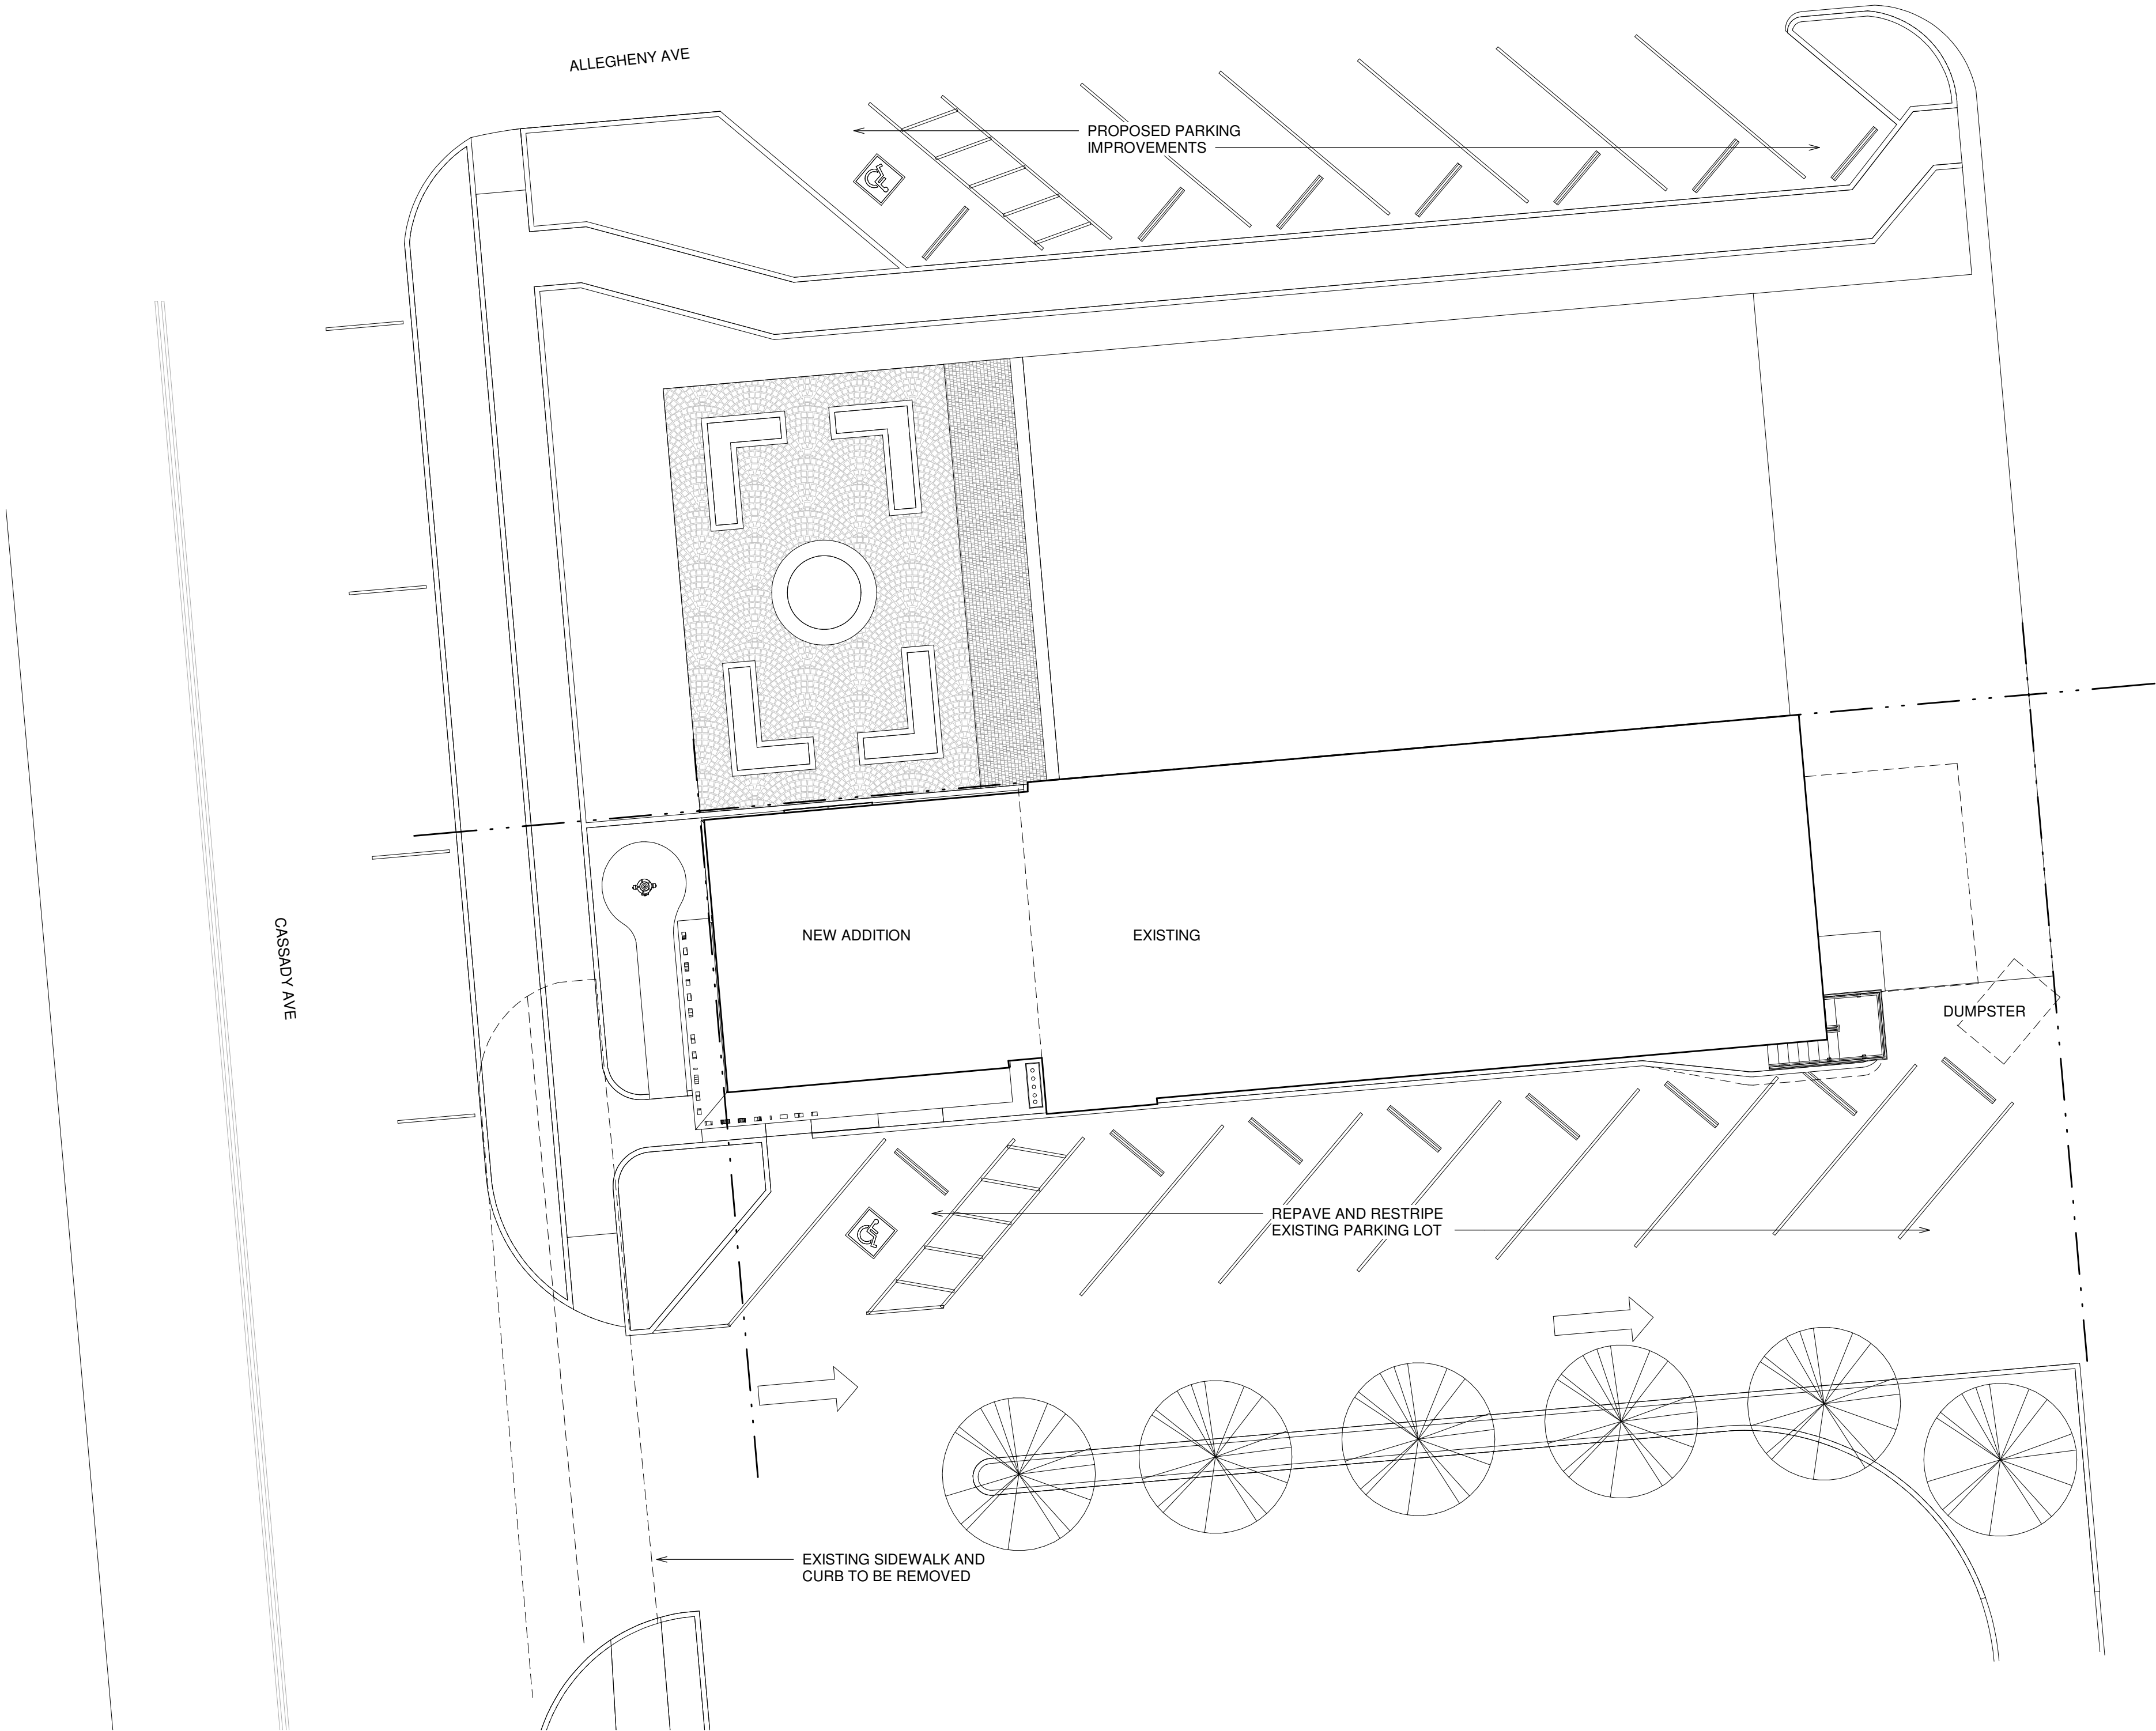 ALLEGHENY AVE
PROPOSED PARKING
IMPROVEMENTS
CASSADY AVE
NEW ADDITION
EXISTING
DUMPSTER
REPAVE AND RESTRIPE
EXISTING PARKING LOT
EXISTING SIDEWALK AND
CURB TO BE REMOVED